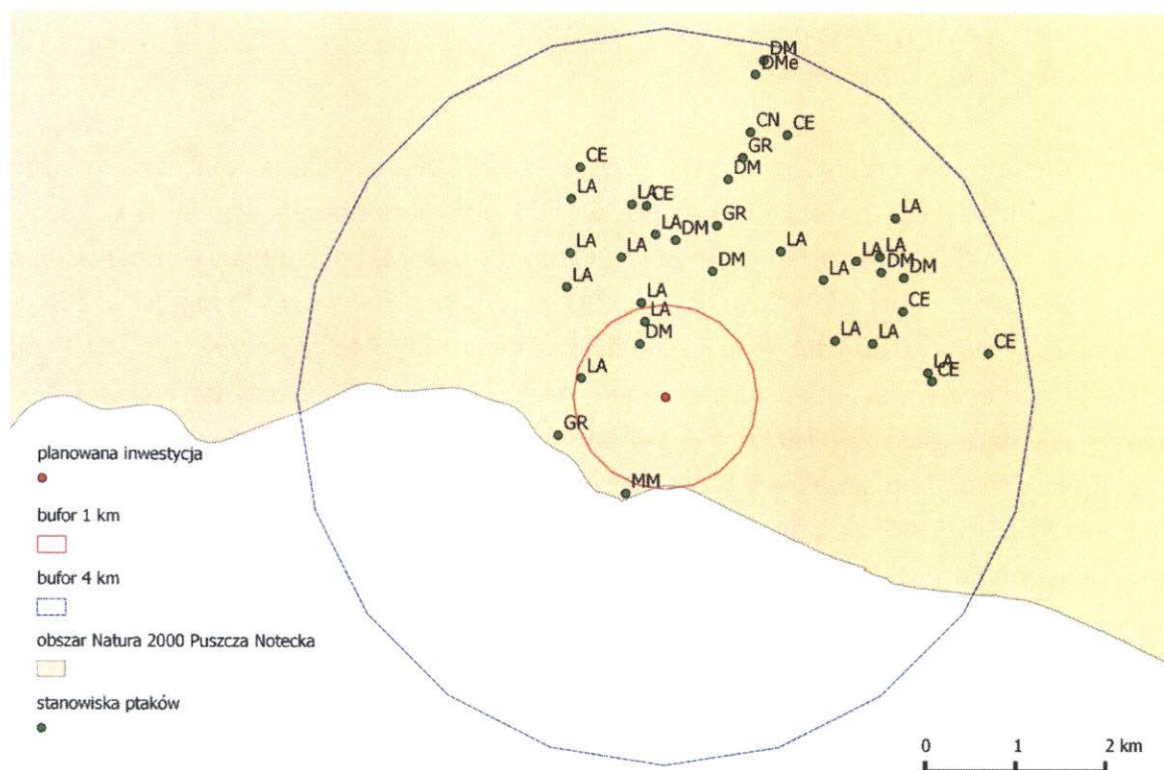 DM
DMe
CN
CE
GR
CE
DM
LA
LA
CE
LA
GR
LA
DM
LA
LA
LA
LA
LA
DM
LA
DM
DM
LA
LA
CE
LA
LA
LA
DM
LA
LA
CE
LA
CE
GR
MM
planowana inwestycja
bufor 1 km
bufor 4 km
obszar Natura 2000 Puszcza Notecka
stanowiska ptaków
0 1 2 km